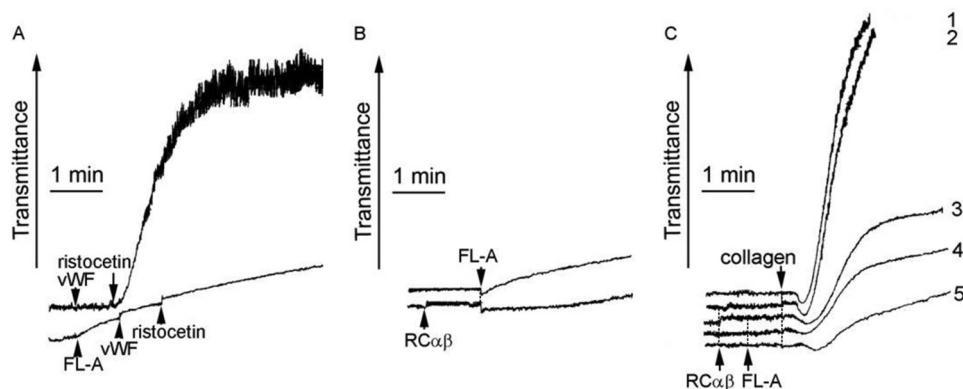 A
Transmittance
1 min
ristocetin
vWF
FL-A
vWF
ristocetin
B
Transmittance
1 min
FL-A
RCαβ
C
Transmittance
1 min
collagen
RCαβ
FL-A
1
2
3
4
5